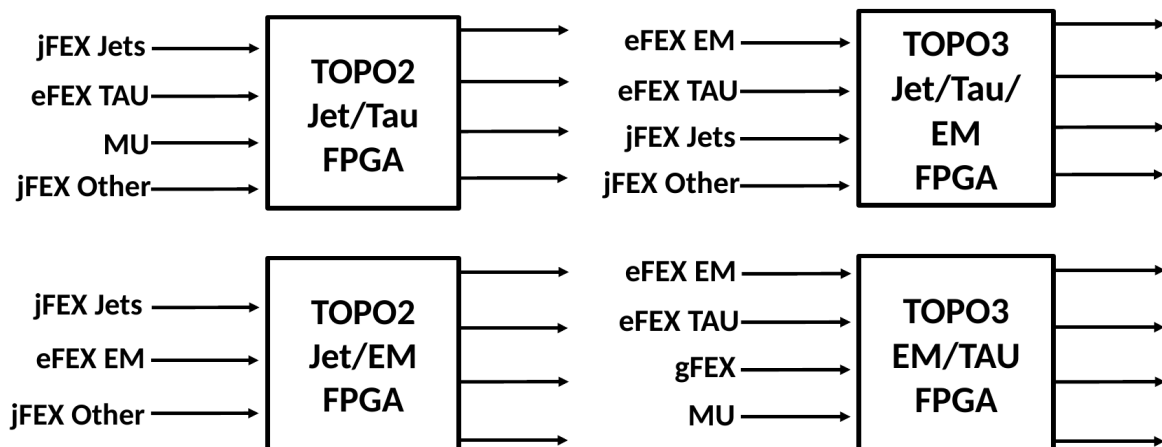 jFEX Jets
eFEX TAU
MU
jFEX Other
TOPO2
Jet/Tau
FPGA
eFEX EM
eFEX TAU
jFEX Jets
jFEX Other
TOPO3
Jet/Tau/
EM
FPGA
jFEX Jets
eFEX EM
jFEX Other
TOPO2
Jet/EM
FPGA
eFEX EM
eFEX TAU
gFEX
MU
TOPO3
EM/TAU
FPGA